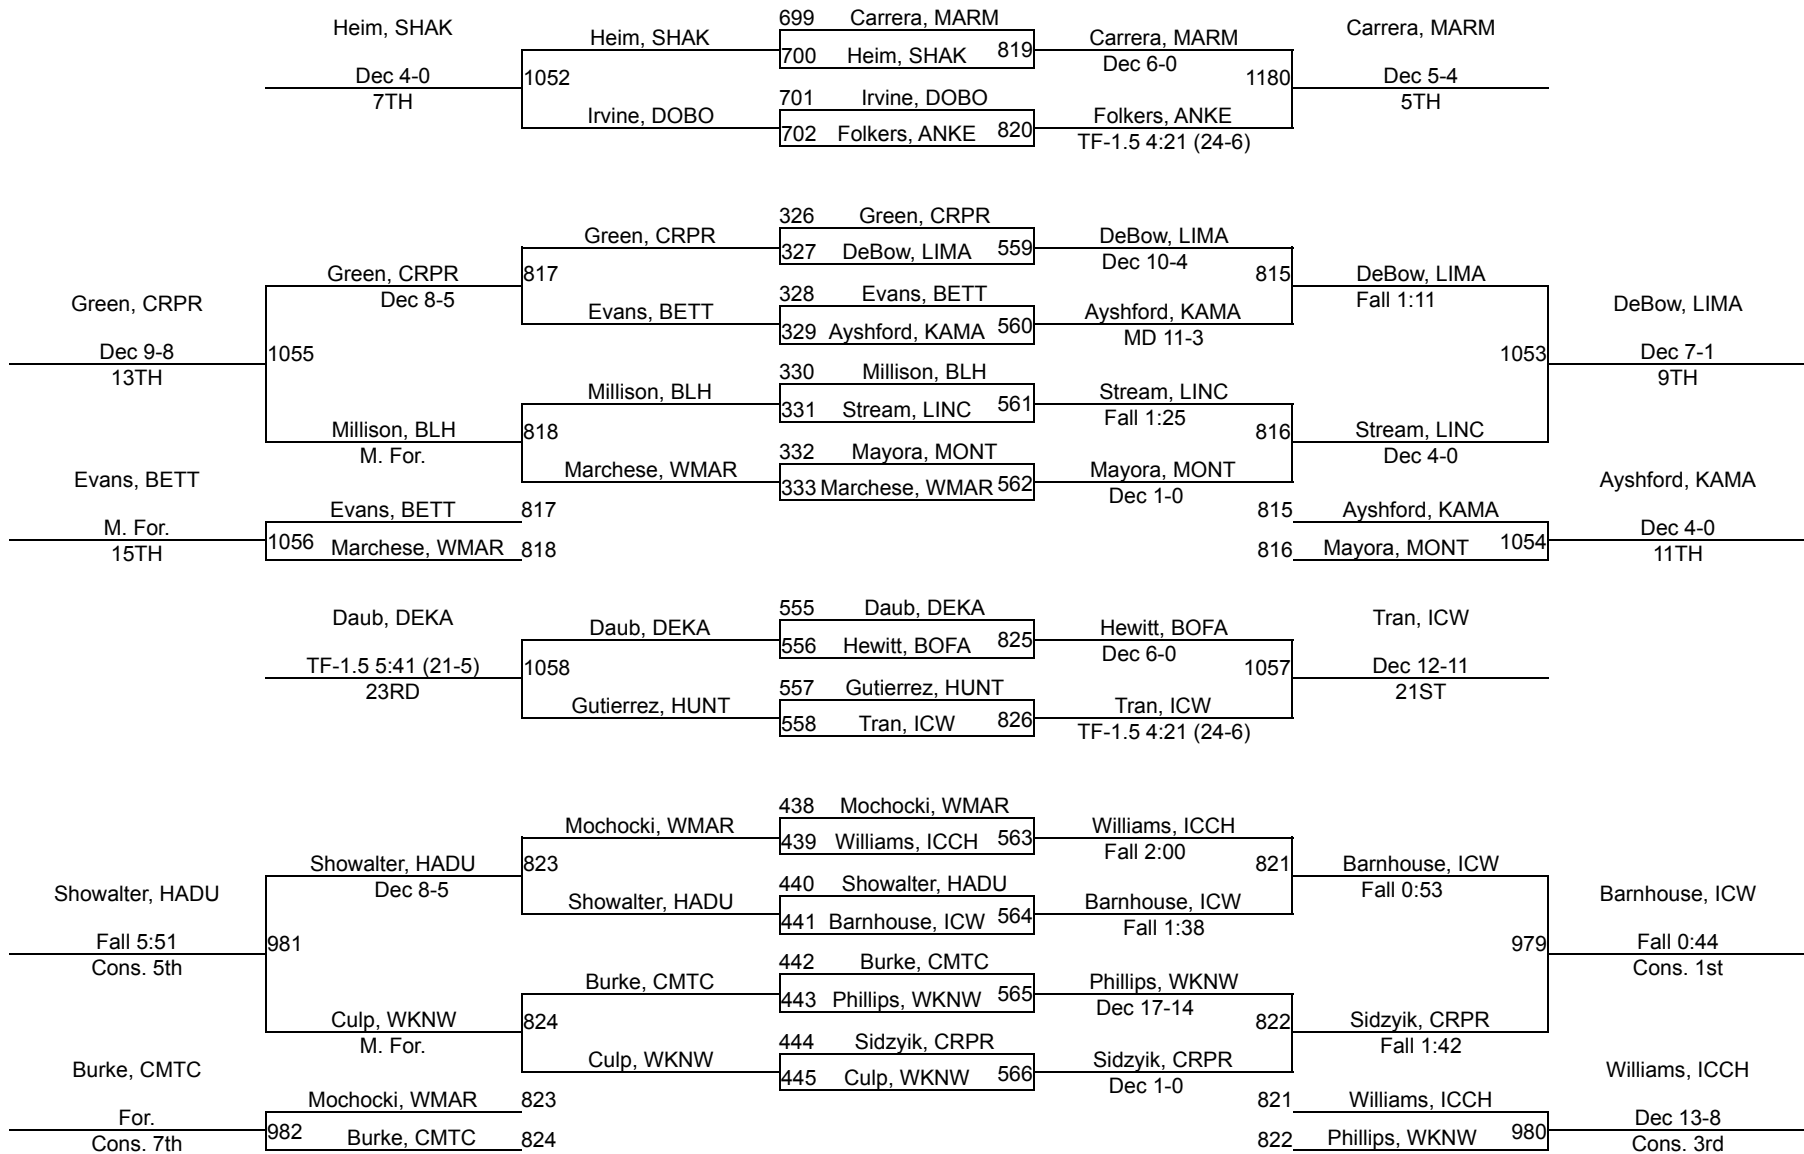 699 Carrera, MARM
Heim, SHAK
Heim, SHAK
Carrera, MARM
Carrera, MARM
700 Heim, SHAK 819
Dec 6-0
Dec 4-0
1052
1180
Dec 5-4
7TH
5TH
701 Irvine, DOBO
Irvine, DOBO
Folkers, ANKE
702 Folkers, ANKE 820
TF-1.5 4:21 (24-6)
326 Green, CRPR
Green, CRPR
DeBow, LIMA
327 DeBow, LIMA 559
Dec 10-4
Green, CRPR
817
815
DeBow, LIMA
Dec 8-5
Fall 1:11
Green, CRPR
328 Evans, BETT
DeBow, LIMA
Evans, BETT
Ayshford, KAMA
329 Ayshford, KAMA 560
MD 11-3
Dec 9-8
1055
1053
Dec 7-1
13TH
9TH
330 Millison, BLH
Millison, BLH
Stream, LINC
331 Stream, LINC 561
Fall 1:25
Millison, BLH
818
816
Stream, LINC
M. For.
Dec 4-0
332 Mayora, MONT
Marchese, WMAR
Mayora, MONT
Evans, BETT
Ayshford, KAMA
333 Marchese, WMAR 562
Dec 1-0
Evans, BETT 817
815 Ayshford, KAMA
M. For.
Dec 4-0
1056 Marchese, WMAR 818
816 Mayora, MONT 1054
15TH
11TH
555 Daub, DEKA
Daub, DEKA
Daub, DEKA
Hewitt, BOFA
Tran, ICW
556 Hewitt, BOFA 825
Dec 6-0
TF-1.5 5:41 (21-5)
1058
1057
Dec 12-11
23RD
21ST
557 Gutierrez, HUNT
Gutierrez, HUNT
Tran, ICW
558 Tran, ICW 826
TF-1.5 4:21 (24-6)
438 Mochocki, WMAR
Mochocki, WMAR
Williams, ICCH
439 Williams, ICCH 563
Fall 2:00
Showalter, HADU
823
821
Barnhouse, ICW
Dec 8-5
Fall 0:53
Showalter, HADU
440 Showalter, HADU
Barnhouse, ICW
Showalter, HADU
Barnhouse, ICW
441 Barnhouse, ICW 564
Fall 1:38
Fall 5:51
981
979
Fall 0:44
Cons. 5th
Cons. 1st
442 Burke, CMTC
Burke, CMTC
Phillips, WKNW
443 Phillips, WKNW 565
Dec 17-14
Culp, WKNW
824
822
Sidzyik, CRPR
M. For.
Fall 1:42
444 Sidzyik, CRPR
Culp, WKNW
Sidzyik, CRPR
Burke, CMTC
Williams, ICCH
445 Culp, WKNW 566
Dec 1-0
Mochocki, WMAR 823
821 Williams, ICCH
For.
Dec 13-8
982 Burke, CMTC 824
822 Phillips, WKNW 980
Cons. 7th
Cons. 3rd